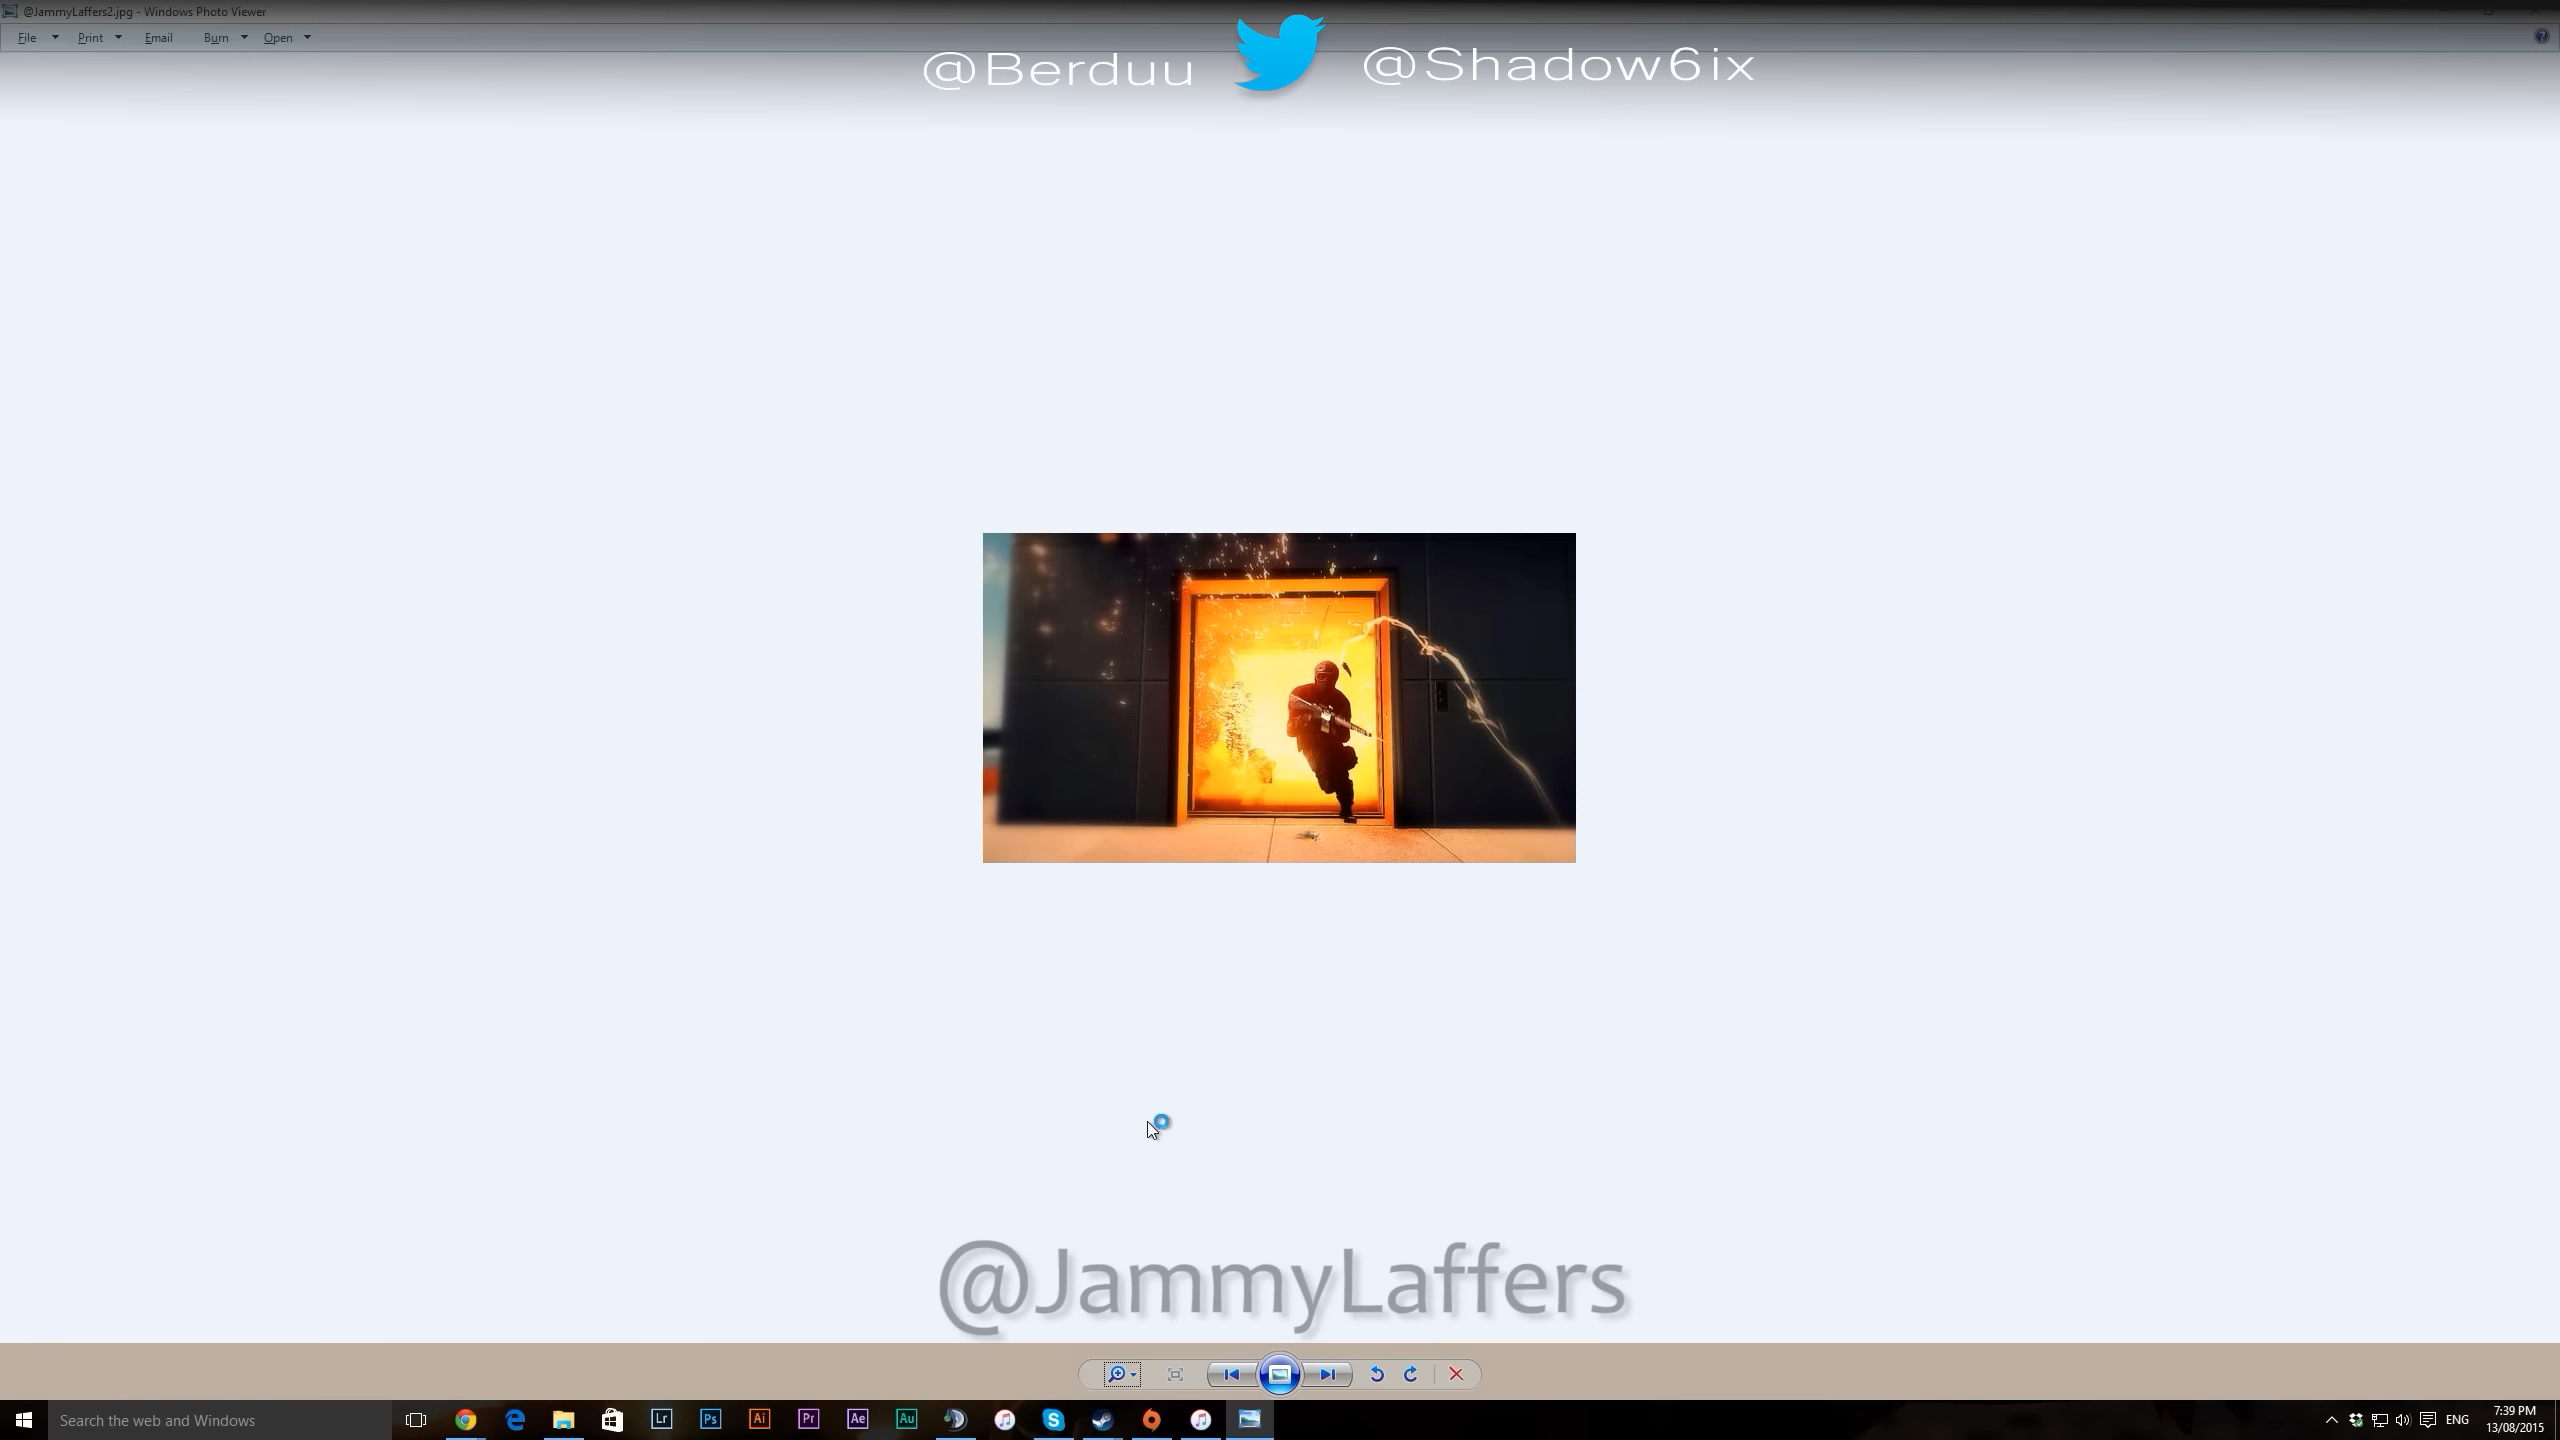 @JammyLaffers2.jpg - Windows Photo Viewer
File Print Email Burn Open
@Berduu @Shadow6ix
@JammyLaffers
Search the web and Windows
Lr Ps Ai Pr Ae Au
ENG
7:39 PM
13/08/2015